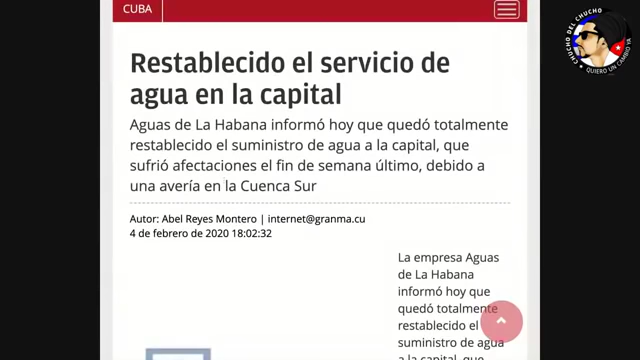 CUBA
CHUCHO DEL CHUCHO
QUIERO UN CAMBIO YA
Restablecido el servicio de
agua en la capital
Aguas de La Habana informó hoy que quedó totalmente
restablecido el suministro de agua a la capital, que
sufrió afectaciones el fin de semana último, debido a
una avería en la Cuenca Sur
Autor: Abel Reyes Montero | internet@granma.cu
4 de febrero de 2020 18:02:32
La empresa Aguas
de La Habana
informó hoy que
quedó totalmente
restablecido el
suministro de agua
a la capital, que